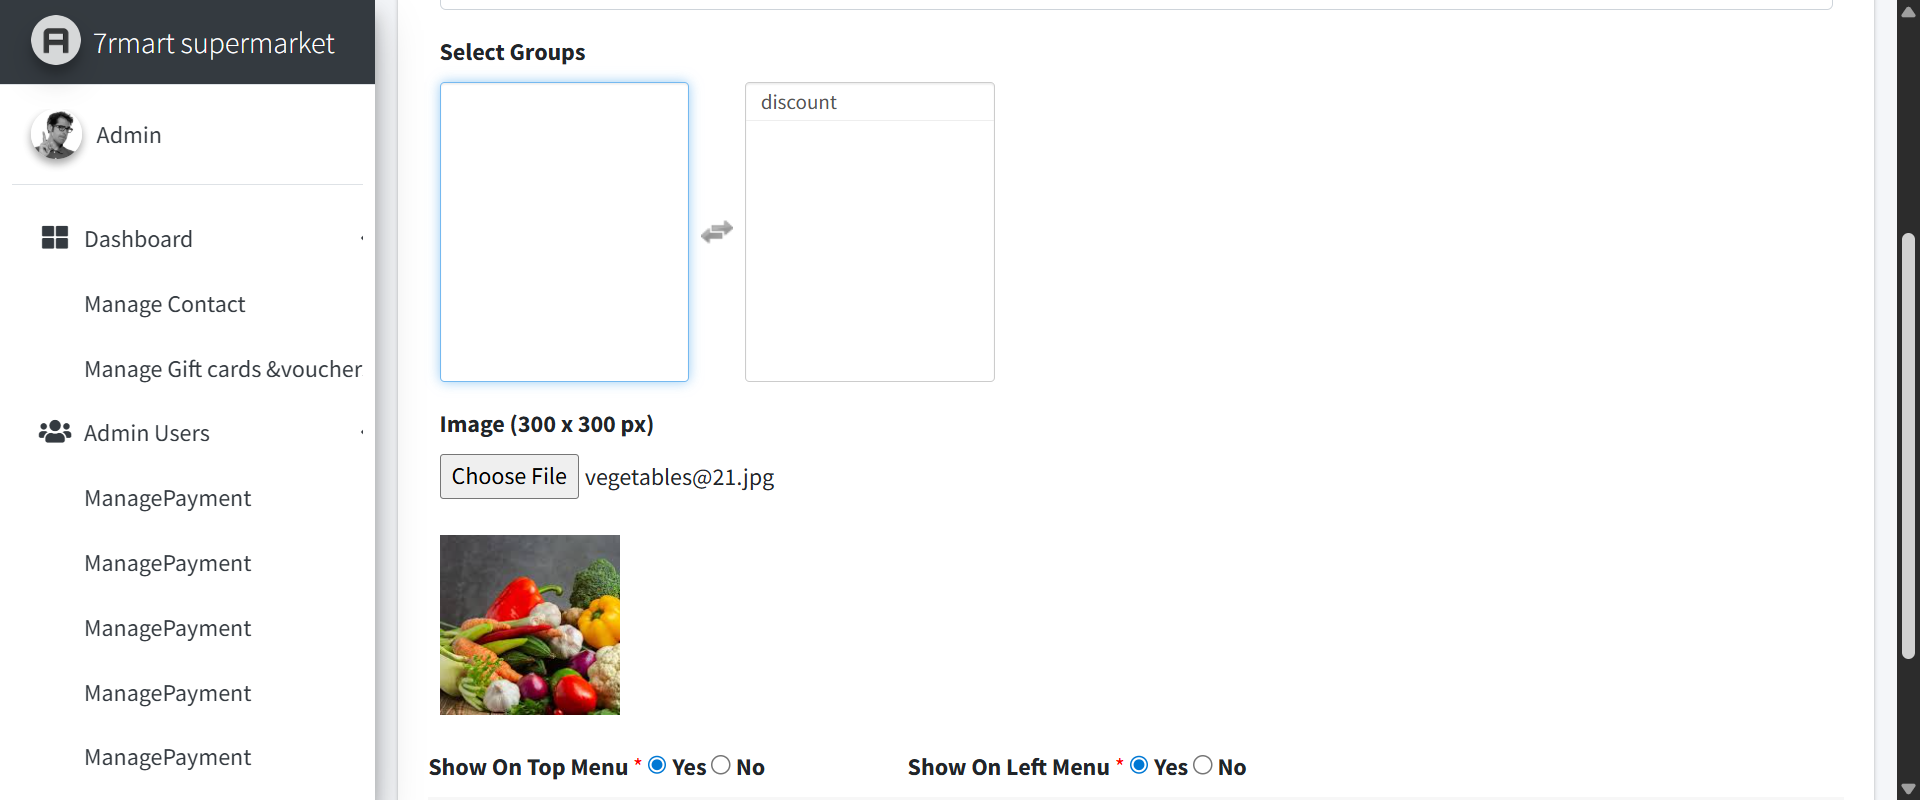 7rmart supermarket
Admin
Dashboard
Manage Contact
Manage Gift cards &voucher
Admin Users
ManagePayment
ManagePayment
ManagePayment
ManagePayment
ManagePayment
Select Groups
discount
Image (300 x 300 px)
Choose File vegetables@21.jpg
Show On Top Menu * Yes No
Show On Left Menu * Yes No